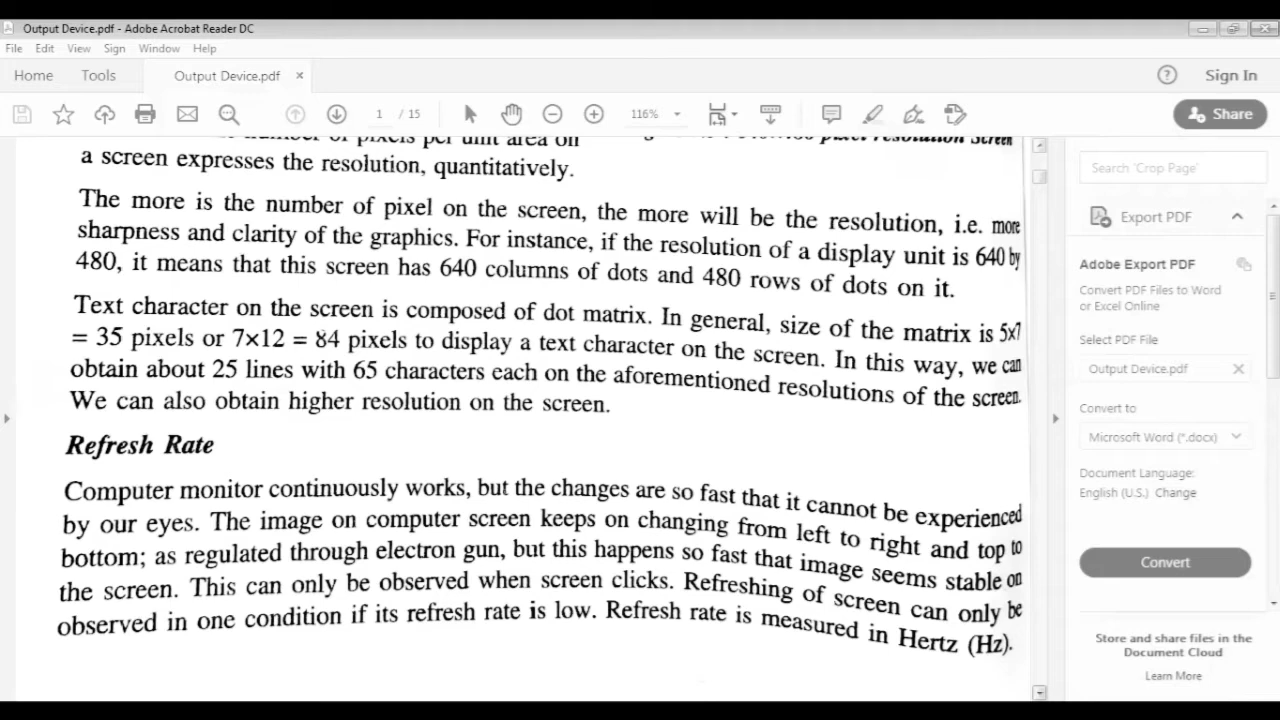 Output Device.pdf - Adobe Acrobat Reader DC
File Edit View Sign Window Help
Home Tools Output Device.pdf × Sign In
1 / 15 116% Share
number of pixels per unit area on pixel resolution Screen
a screen expresses the resolution, quantitatively.
The more is the number of pixel on the screen, the more will be the resolution, i.e. more
sharpness and clarity of the graphics. For instance, if the resolution of a display unit is 640 by
480, it means that this screen has 640 columns of dots and 480 rows of dots on it.
Text character on the screen is composed of dot matrix. In general, size of the matrix is 5x7
= 35 pixels or 7×12 = 84 pixels to display a text character on the screen. In this way, we can
obtain about 25 lines with 65 characters each on the aforementioned resolutions of the screen.
We can also obtain higher resolution on the screen.
Refresh Rate
Computer monitor continuously works, but the changes are so fast that it cannot be experienced
by our eyes. The image on computer screen keeps on changing from left to right and top to
bottom; as regulated through electron gun, but this happens so fast that image seems stable on
the screen. This can only be observed when screen clicks. Refreshing of screen can only be
observed in one condition if its refresh rate is low. Refresh rate is measured in Hertz (Hz).
Search 'Crop Page'
Export PDF
Adobe Export PDF
Convert PDF Files to Word
or Excel Online
Select PDF File
Output Device.pdf ×
Convert to
Microsoft Word (*.docx)
Document Language:
English (U.S.) Change
Convert
Store and share files in the
Document Cloud
Learn More